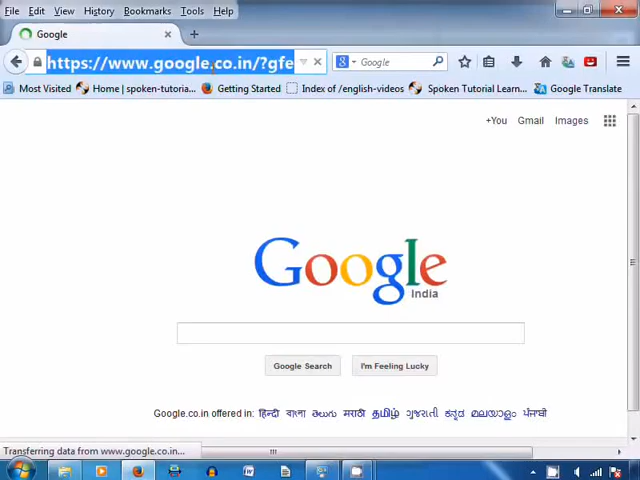 File Edit View History Bookmarks Tools Help
Google
https://www.google.co.in/?gfe
Google
Most Visited Home | spoken-tutoria... Getting Started Index of /english-videos Spoken Tutorial Learn... Google Translate
+You Gmail Images
Google
India
Google Search I'm Feeling Lucky
Google.co.in offered in: हिन्दी বাংলা తెలుగు मराठी தமிழ் ગુજરાતી ಕನ್ನಡ മലയാളം ਪੰਜਾਬੀ
Transferring data from www.google.co.in...